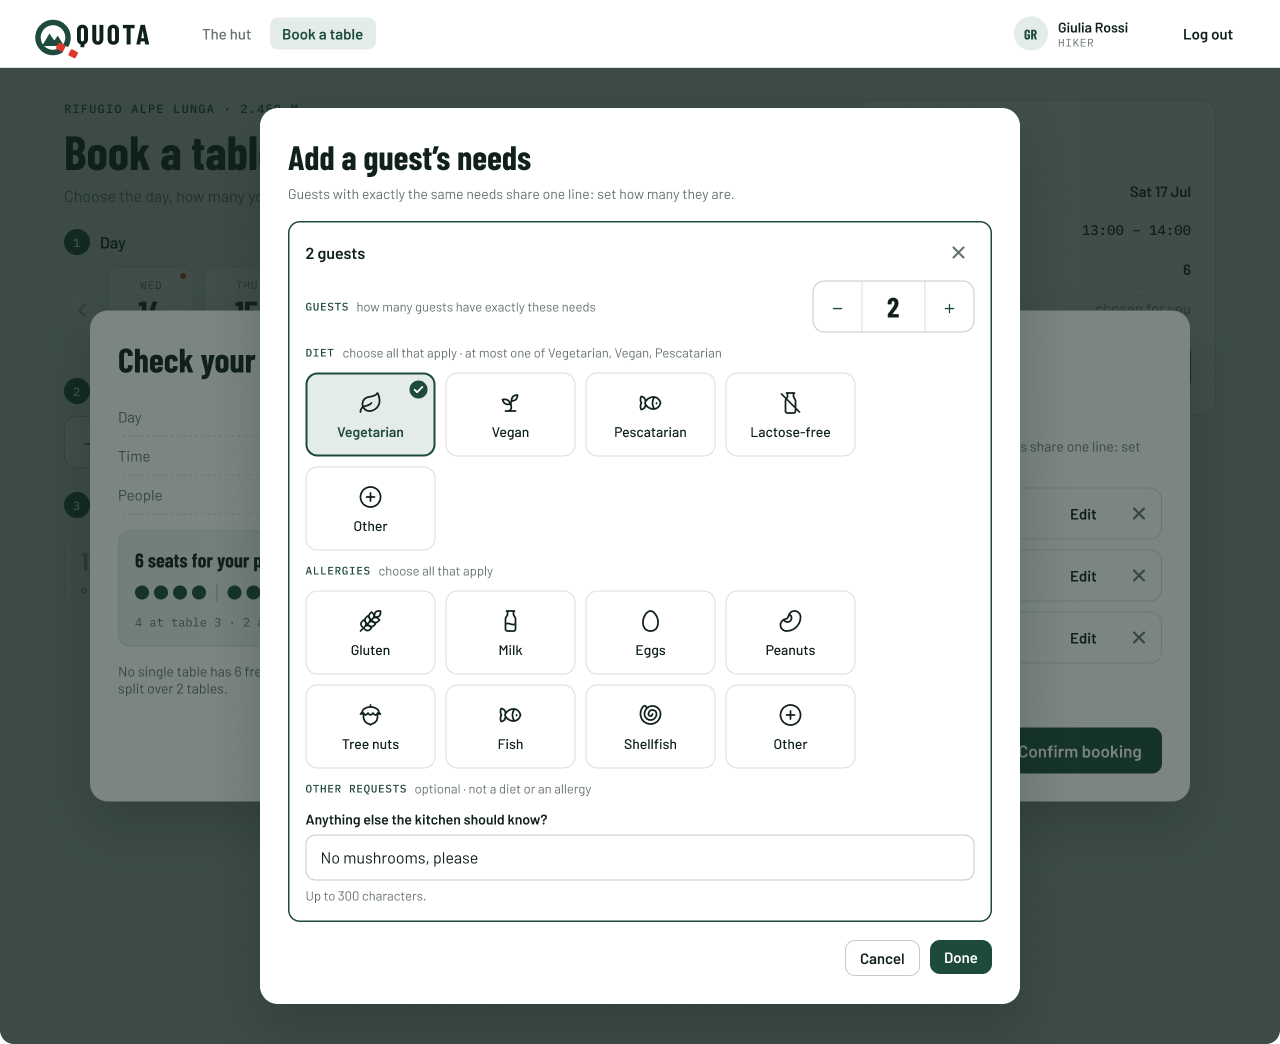 QUOTA
The hut
Book a table
GR
Giulia Rossi
HIKER
Log out
RIFUGIO ALPE LUNGA · 2.450 M
Book a tabl
Choose the day, how many yo
1 Day
WED
THU
Sat 17 Jul
13:00 – 14:00
6
chosen for you
2
3
Check your
Day
Time
People
6 seats for your p
4 at table 3 · 2 a
No single table has 6 fre
split over 2 tables.
s share one line: set
Edit
Edit
Edit
Confirm booking
Add a guest’s needs
Guests with exactly the same needs share one line: set how many they are.
2 guests
GUESTS how many guests have exactly these needs
− 2 +
DIET choose all that apply · at most one of Vegetarian, Vegan, Pescatarian
Vegetarian
Vegan
Pescatarian
Lactose-free
Other
ALLERGIES choose all that apply
Gluten
Milk
Eggs
Peanuts
Tree nuts
Fish
Shellfish
Other
OTHER REQUESTS optional · not a diet or an allergy
Anything else the kitchen should know?
No mushrooms, please
Up to 300 characters.
Cancel
Done